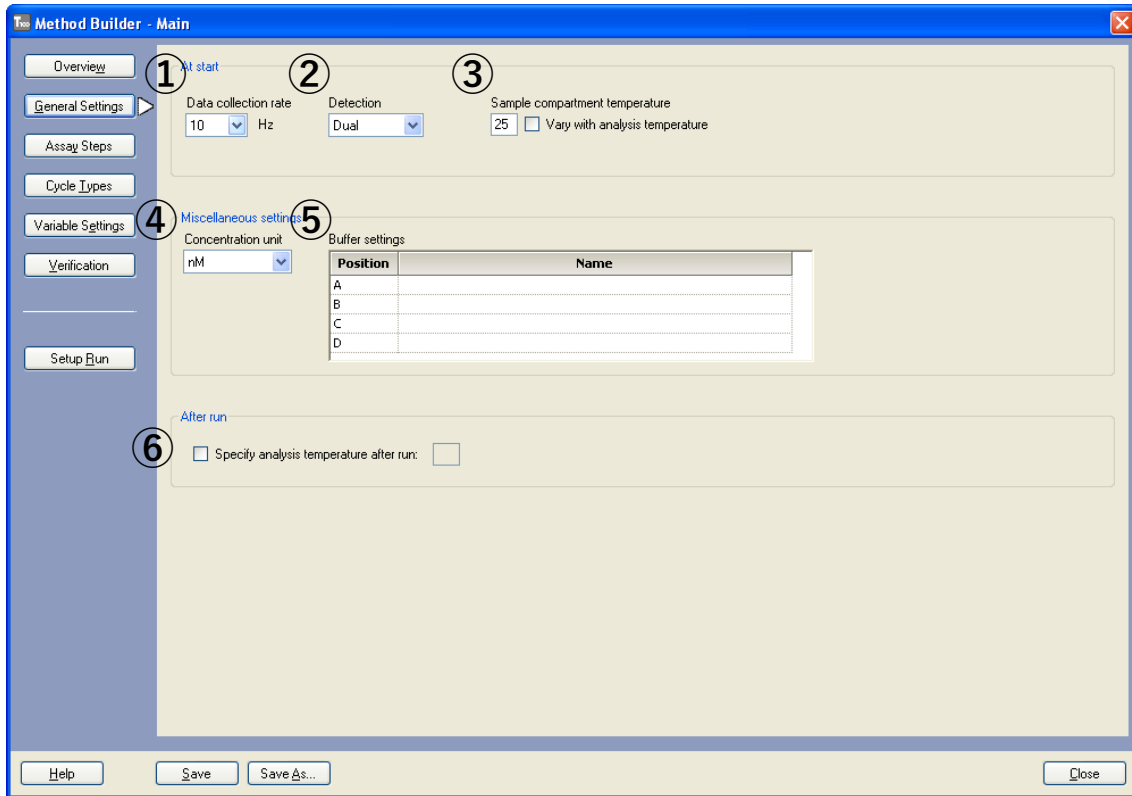 T100 Method Builder - Main
Overview
General Settings
Assay Steps
Cycle Types
Variable Settings
Verification
Setup Run
① At start
② ③
Data collection rate
10 Hz
Detection
Dual
Sample compartment temperature
25 Vary with analysis temperature
④ Miscellaneous settings ⑤
Concentration unit
nM
Buffer settings
Position Name
A
B
C
D
After run
⑥ Specify analysis temperature after run:
Help Save Save As... Close